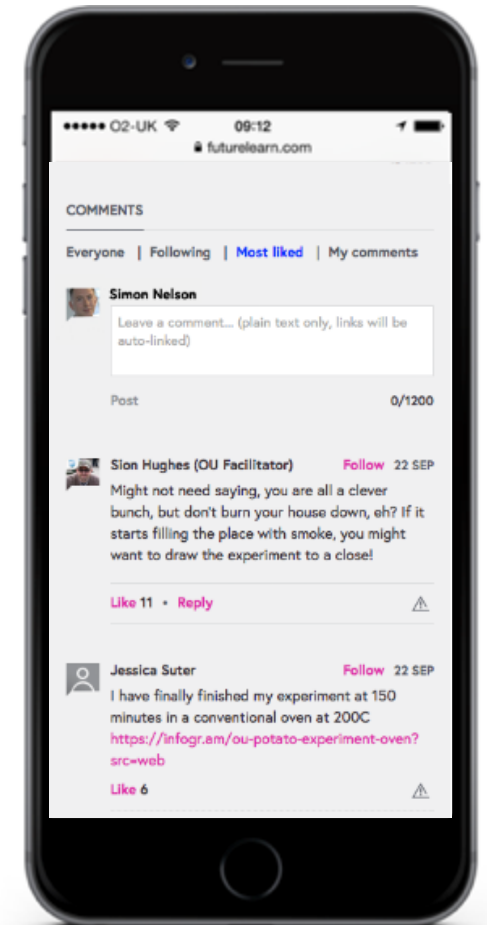 O2-UK 09:12
futurelearn.com
COMMENTS
Everyone | Following | Most liked | My comments
Simon Nelson
Leave a comment... (plain text only, links will be
auto-linked)
Post 0/1200
Sion Hughes (OU Facilitator) Follow 22 SEP
Might not need saying, you are all a clever
bunch, but don't burn your house down, eh? If it
starts filling the place with smoke, you might
want to draw the experiment to a close!
Like 11 • Reply
Jessica Suter Follow 22 SEP
I have finally finished my experiment at 150
minutes in a conventional oven at 200C
https://infogr.am/ou-potato-experiment-oven?
src=web
Like 6